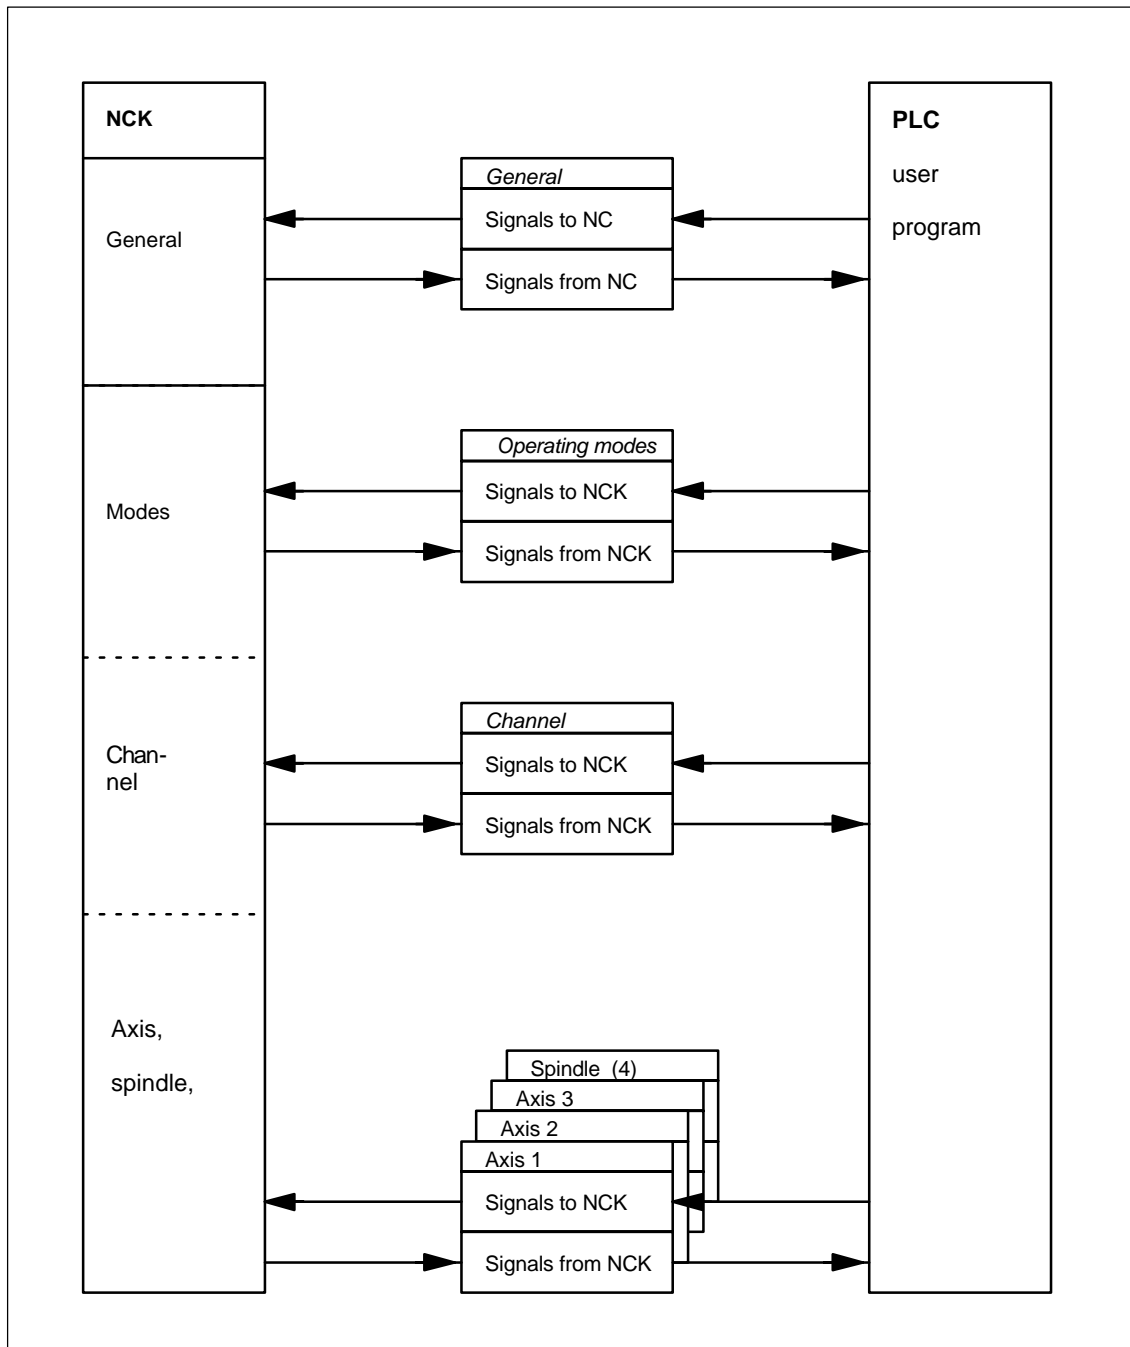 NCK
PLC
user
program
General
General
Signals to NC
Signals from NC
Modes
Operating modes
Signals to NCK
Signals from NCK
Chan-
nel
Channel
Signals to NCK
Signals from NCK
Axis,
spindle,
Spindle (4)
Axis 3
Axis 2
Axis 1
Signals to NCK
Signals from NCK